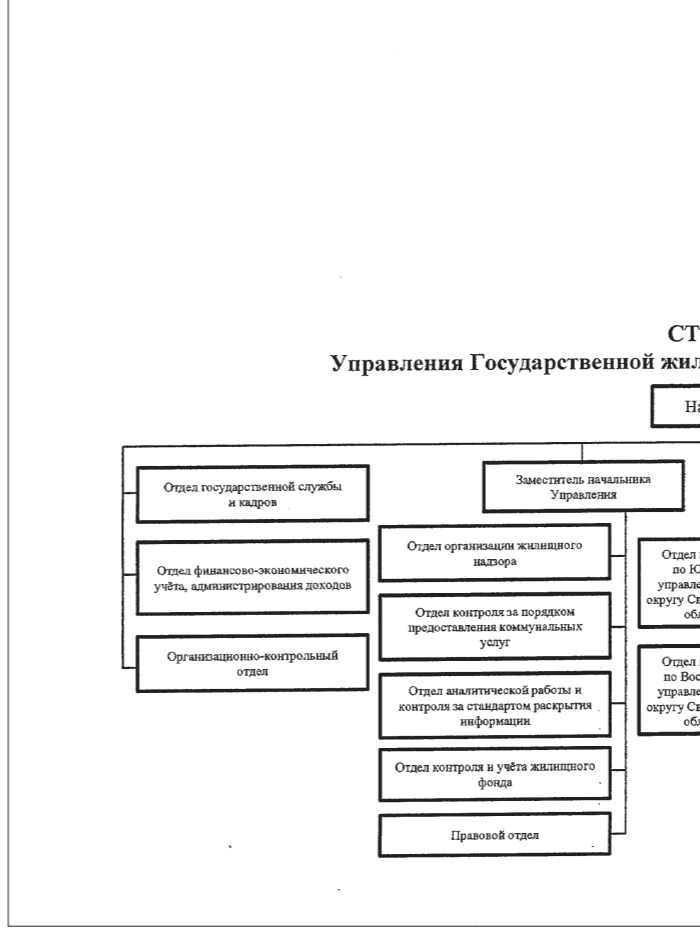 СТ
Управления Государственной жил
На
Отдел государственной службы
и кадров
Заместитель начальника
Управления
Отдел организации жилищного
надзора
Отдел финансово-экономического
учёта, администрирования доходов
Отдел контроля за порядком
предоставления коммунальных
услуг
Организационно-контрольный
отдел
Отдел аналитической работы и
контроля за стандартом раскрытия
информации
Отдел контроля и учёта жилищного
фонда
Правовой отдел
Отдел
по Ю
управле
округу Св
обл
Отдел
по Вос
управле
округу Св
обл